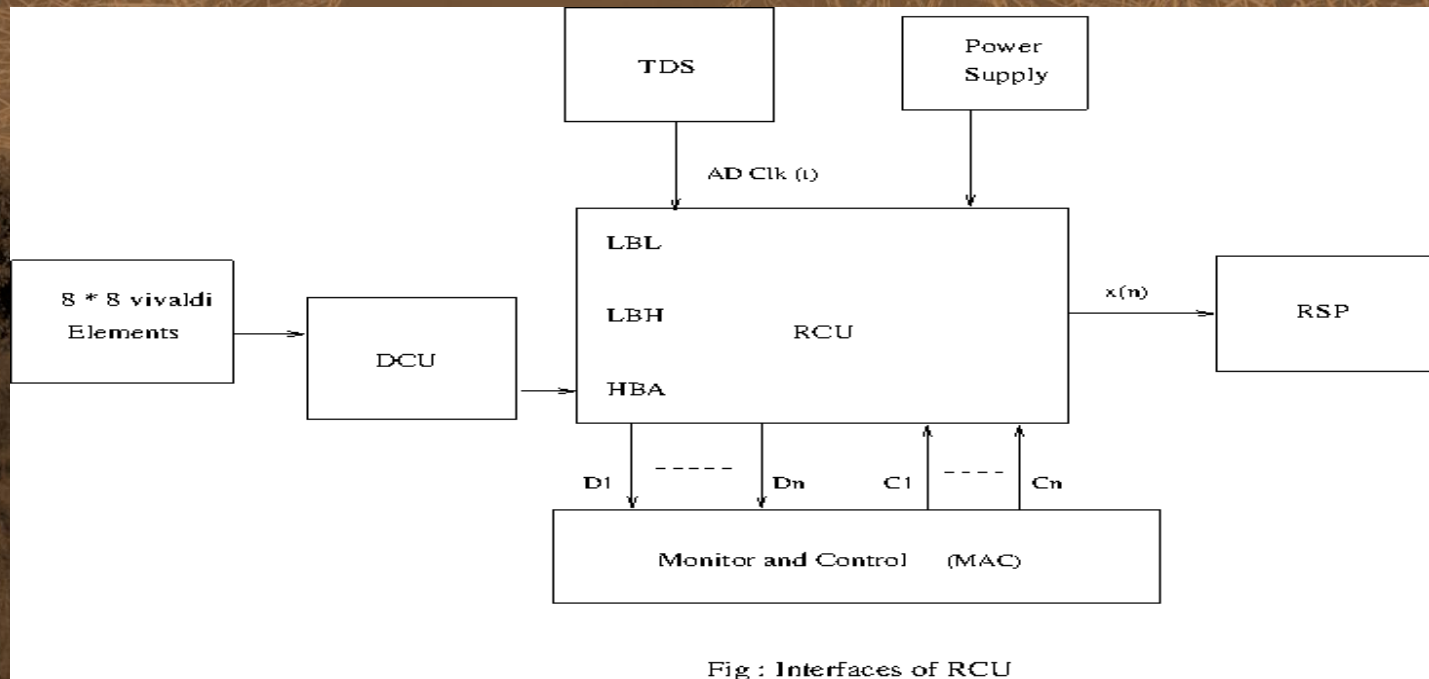 TDS
Power
Supply
AD Clk (t)
LBL
8 * 8 vivaldi
Elements
x(n)
LBH
RCU
RSP
DCU
HBA
D1
-----
Dn
C1
----
Cn
Monitor and Control (MAC)
Fig : Interfaces of RCU